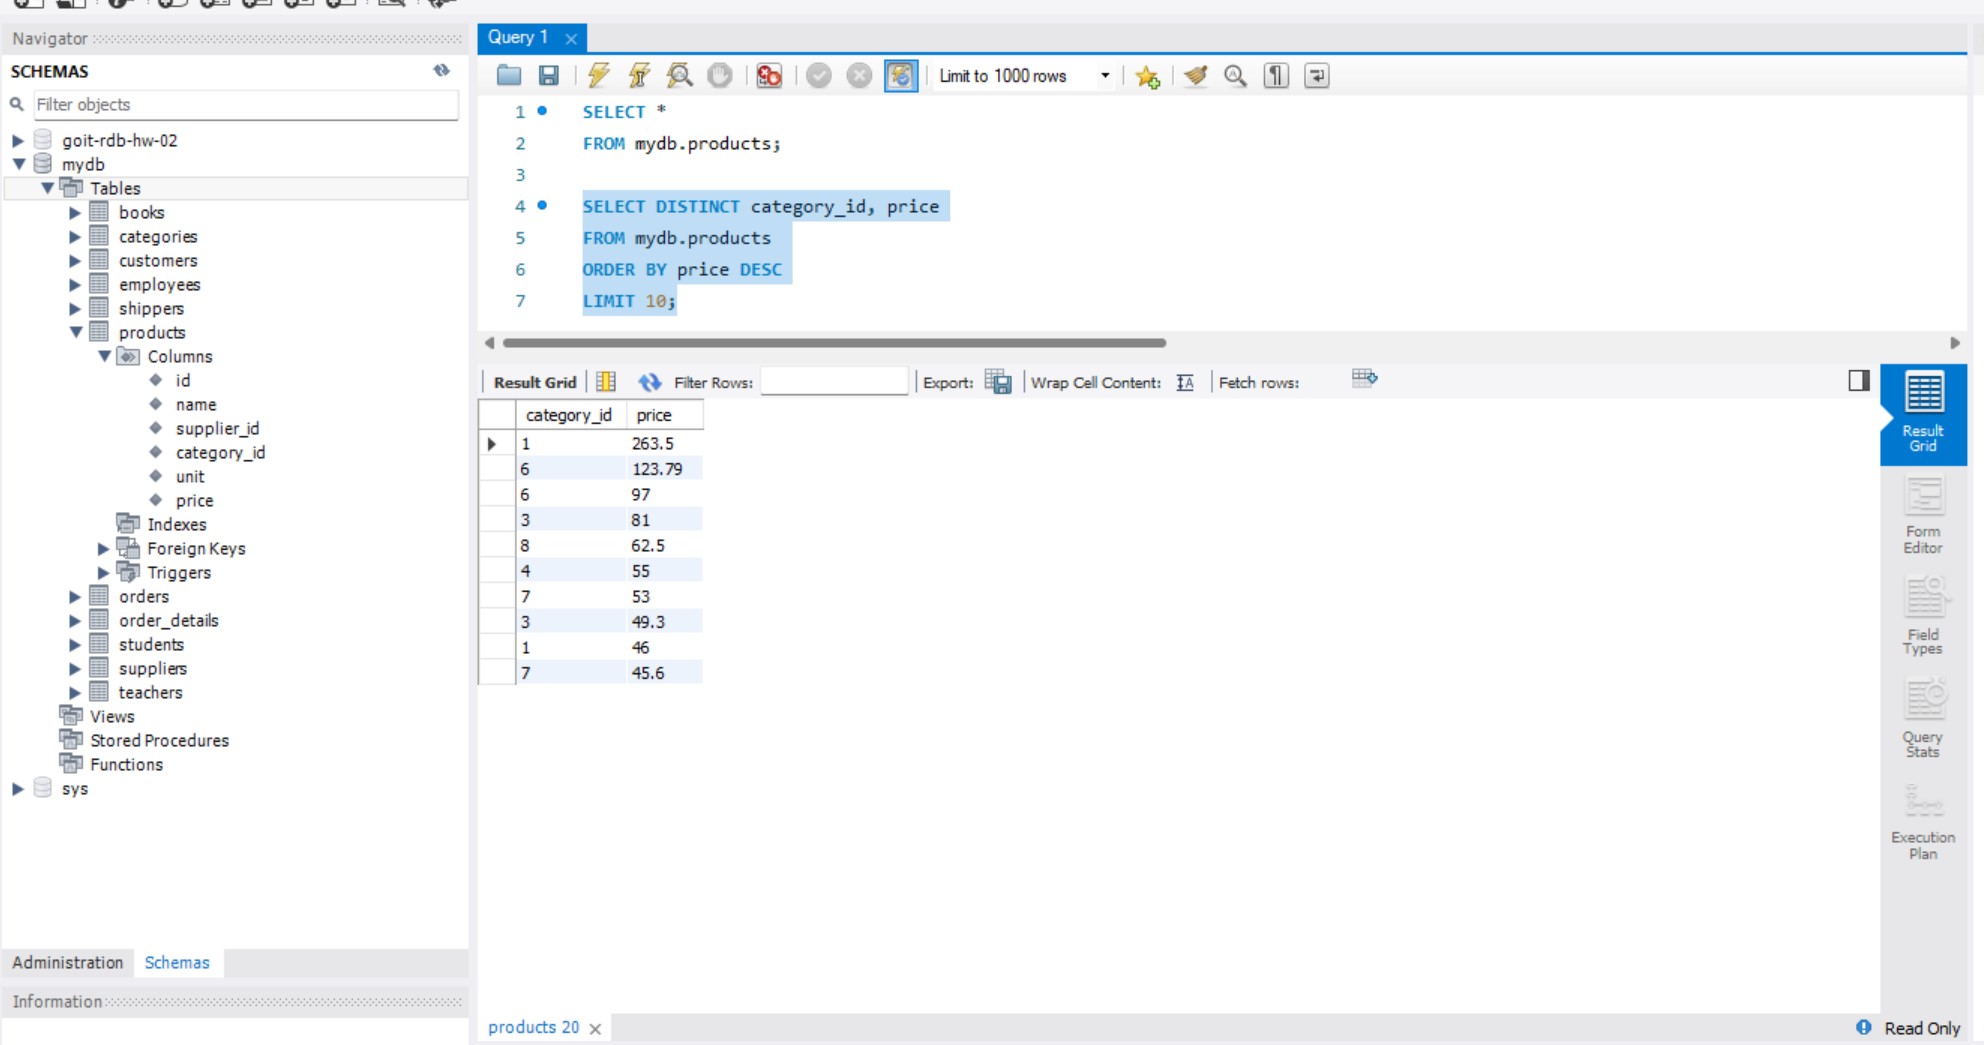 Navigator
SCHEMAS
Filter objects
goit-rdb-hw-02
mydb
Tables
books
categories
customers
employees
shippers
products
Columns
id
name
supplier_id
category_id
unit
price
Indexes
Foreign Keys
Triggers
orders
order_details
students
suppliers
teachers
Views
Stored Procedures
Functions
sys
Administration Schemas
Information
Query 1
Limit to 1000 rows
1 SELECT *
2 FROM mydb.products;
3
4 SELECT DISTINCT category_id, price
5 FROM mydb.products
6 ORDER BY price DESC
7 LIMIT 10;
Result Grid Filter Rows: Export: Wrap Cell Content: IA Fetch rows:
category_id price
1 263.5
6 123.79
6 97
3 81
8 62.5
4 55
7 53
3 49.3
1 46
7 45.6
Result
Grid
Form
Editor
Field
Types
Query
Stats
Execution
Plan
products 20
Read Only